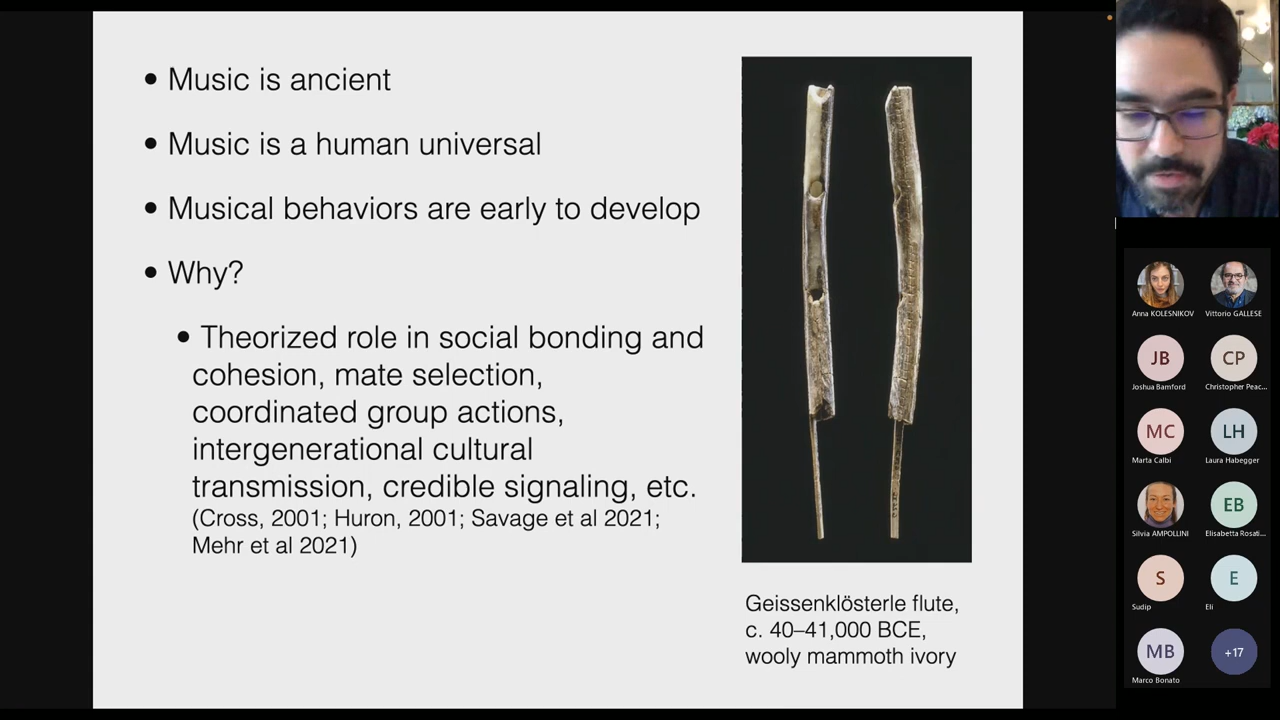 • Music is ancient
• Music is a human universal
• Musical behaviors are early to develop
• Why?
• Theorized role in social bonding and
cohesion, mate selection,
coordinated group actions,
intergenerational cultural
transmission, credible signaling, etc.
(Cross, 2001; Huron, 2001; Savage et al 2021;
Mehr et al 2021)
Geissenklösterle flute,
c. 40–41,000 BCE,
wooly mammoth ivory
Anna KOLESNIKOV
Vittorio GALLESE
JB
CP
Joshua Bamford
Christopher Peac...
MC
LH
Marta Calbi
Laura Habegger
EB
Silvia AMPOLLINI
Elisabetta Rosati...
S
E
Sudip
Eli
MB
+17
Marco Bonato